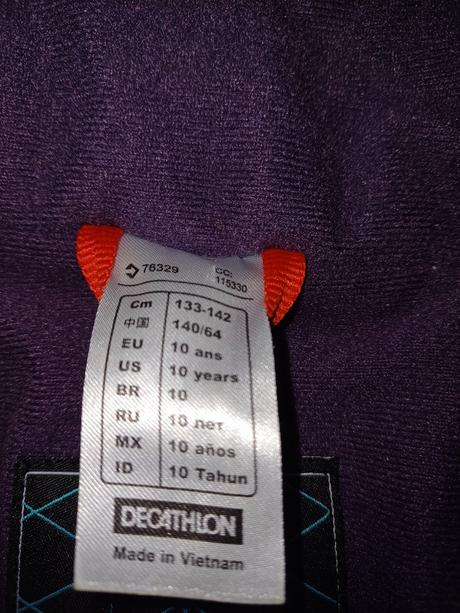 76329
CC:
115330
Cm 133-142
中国 140/64
EU 10 ans
US 10 years
BR 10
RU 10 лет
MX 10 años
ID 10 Tahun
DECATHLON
Made in Vietnam